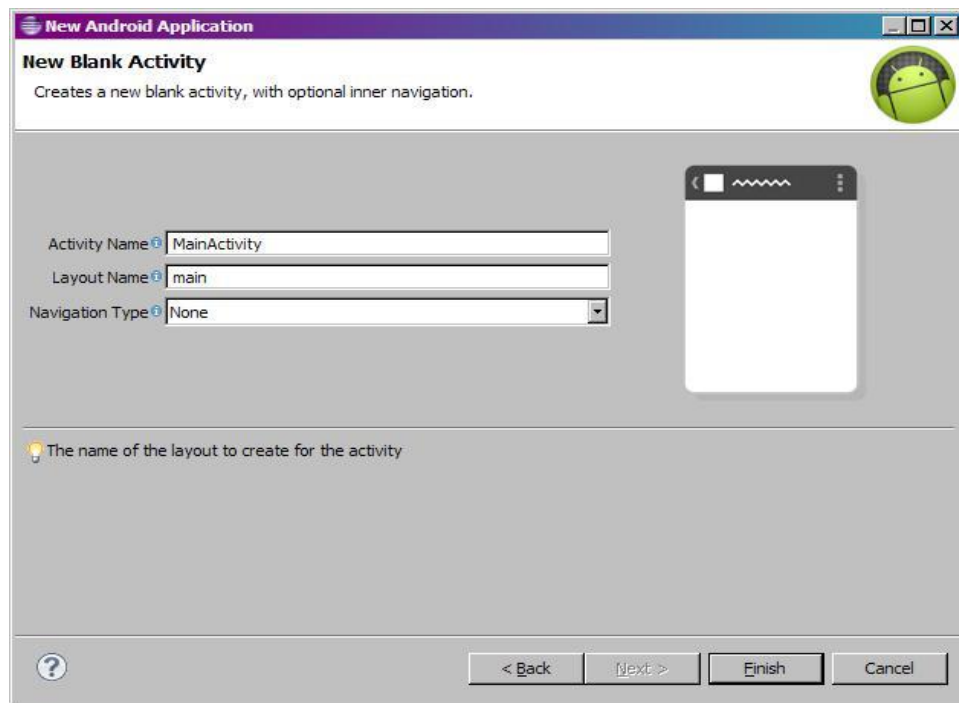 New Android Application
New Blank Activity
Creates a new blank activity, with optional inner navigation.
Activity Name MainActivity
Layout Name main
Navigation Type None
The name of the layout to create for the activity
< Back Next > Finish Cancel